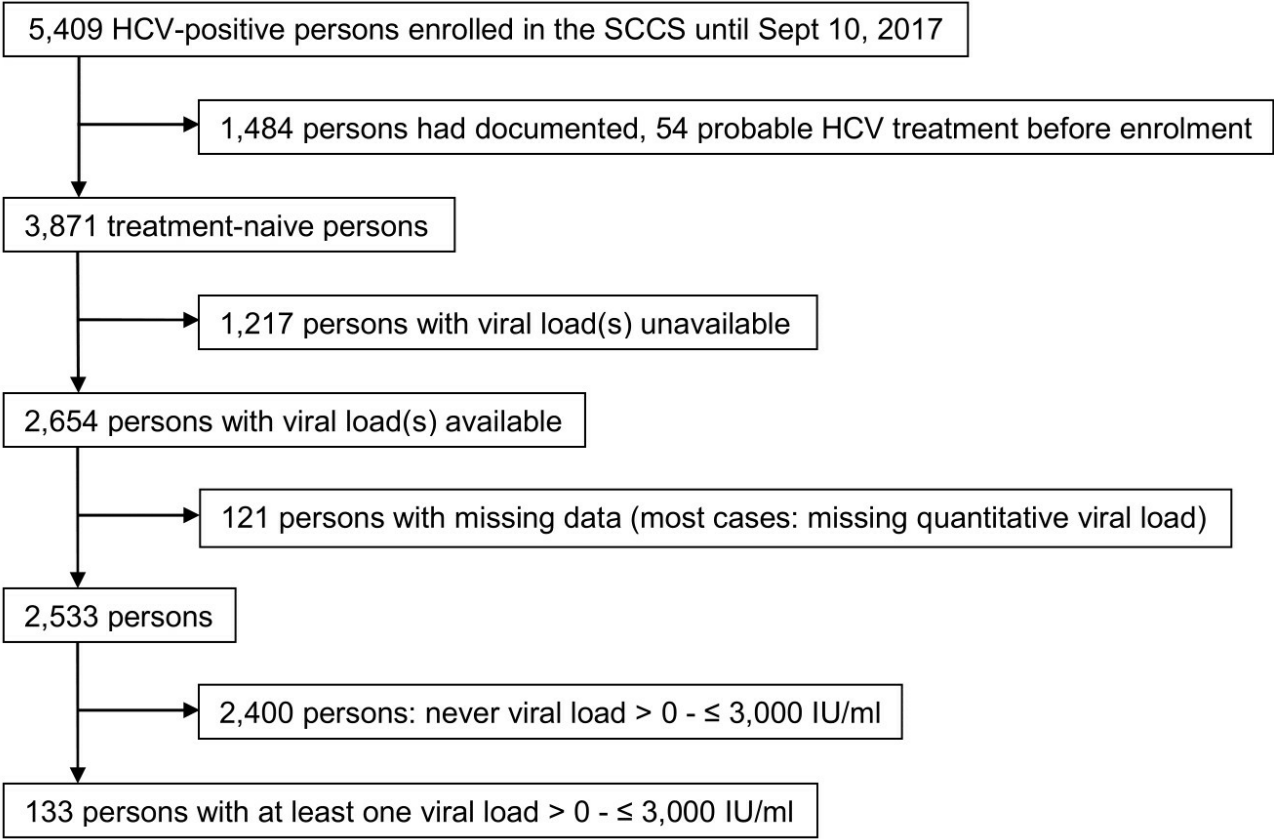 5,409 HCV-positive persons enrolled in the SCCS until Sept 10, 2017
1,484 persons had documented, 54 probable HCV treatment before enrolment
3,871 treatment-naive persons
1,217 persons with viral load(s) unavailable
2,654 persons with viral load(s) available
121 persons with missing data (most cases: missing quantitative viral load)
2,533 persons
2,400 persons: never viral load > 0 - ≤ 3,000 IU/ml
133 persons with at least one viral load > 0 - ≤ 3,000 IU/ml